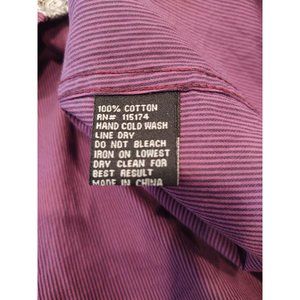 100% COTTON
RN# 115174
HAND COLD WASH
LINE DRY
DO NOT BLEACH
IRON ON LOWEST
DRY CLEAN FOR
BEST RESULT
MADE IN CHINA